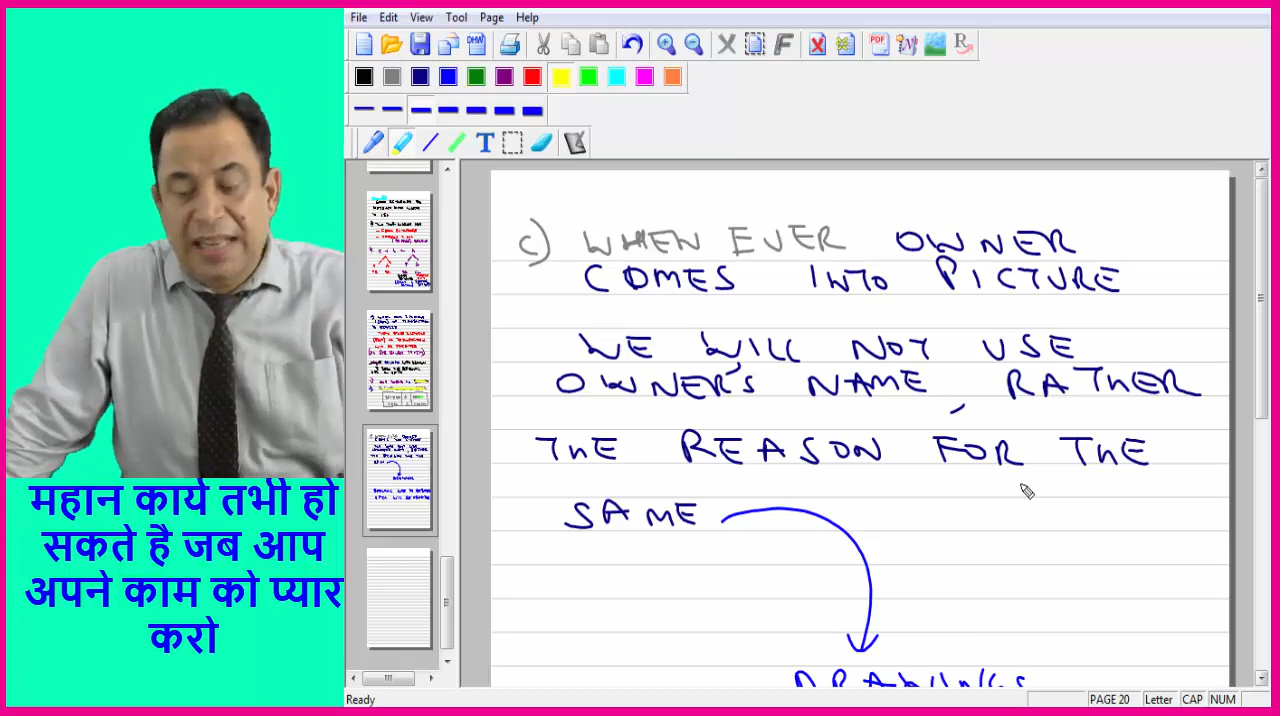 File Edit View Tool Page Help
c) WHEN EVER OWNER
COMES INTO PICTURE
WE WILL NOT USE
OWNER'S NAME, RATHER
THE REASON FOR THE
SAME
DRAWINGS
महान कार्य तभी हो
सकते है जब आप
अपने काम को प्यार
करो
Ready PAGE 20 Letter CAP NUM